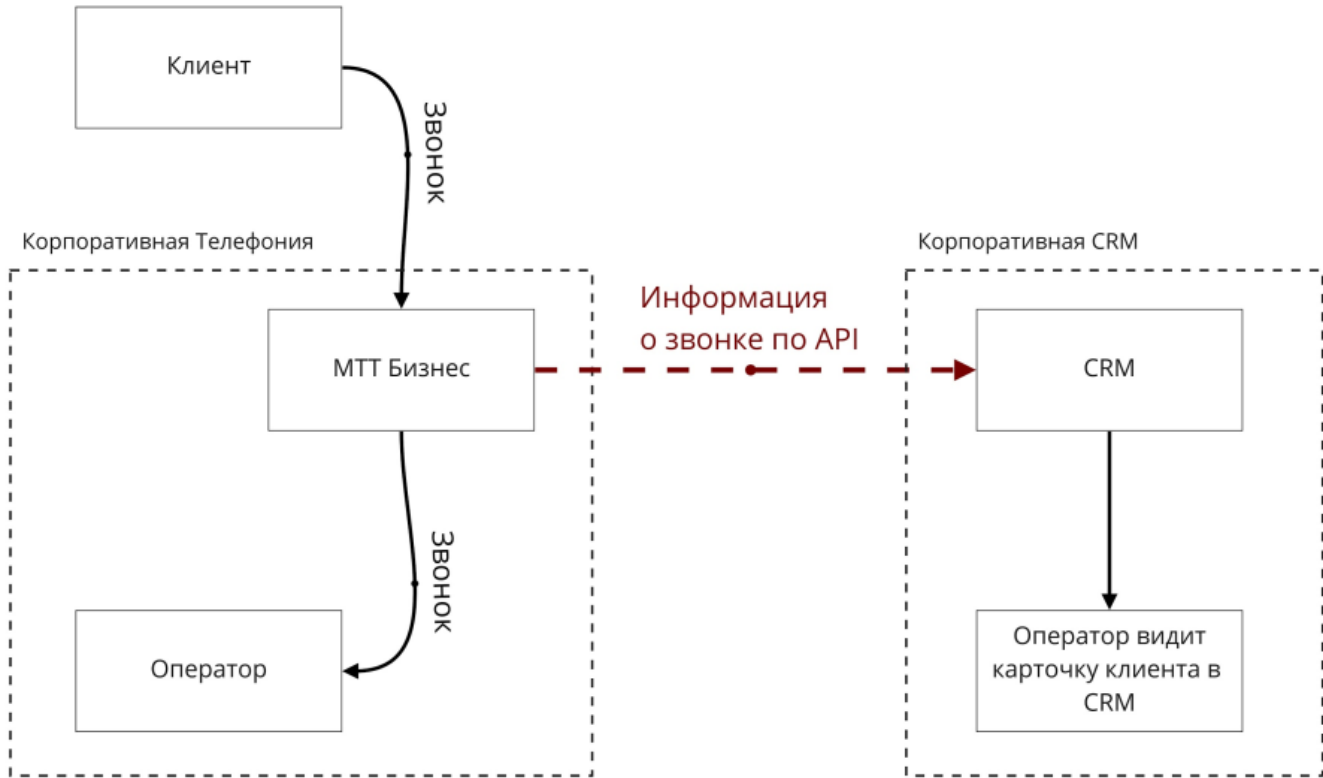 Клиент
Звонок
Корпоративная Телефония
Корпоративная CRM
Информация
о звонке по API
МТТ Бизнес
CRM
Звонок
Оператор
Оператор видит
карточку клиента в
CRM